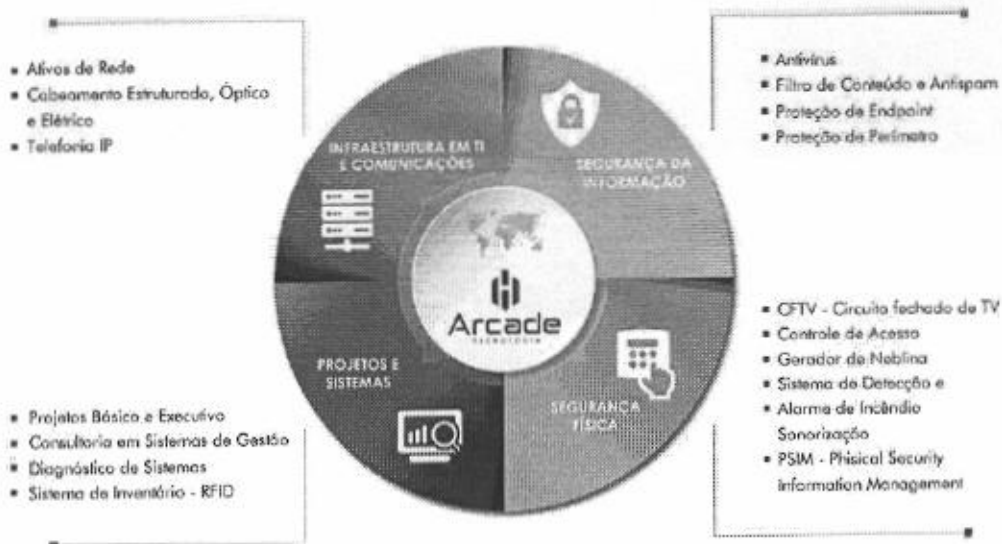 Ativos de Rede
Cabeamento Estruturado, Óptico
e Elétrico
Telefonia IP
Antivírus
Filtro de Conteúdo e Antispam
Proteção de Endpoint
Proteção de Perímetro
INFRAESTRUTURA EM TI
E COMUNICAÇÕES
SEGURANÇA DA
INFORMAÇÃO
Arcade
TECNOLOGIA
PROJETOS E
SISTEMAS
SEGURANÇA
FÍSICA
Projetos Básico e Executivo
Consultoria em Sistemas de Gestão
Diagnóstico de Sistemas
Sistema de Inventório - RFID
CFTV - Circuito fechado de TV
Controle de Acesso
Gerador de Neblina
Sistema de Detecção e
Alarme de Incêndio
Sonorização
PSIM - Phisical Security
Information Management